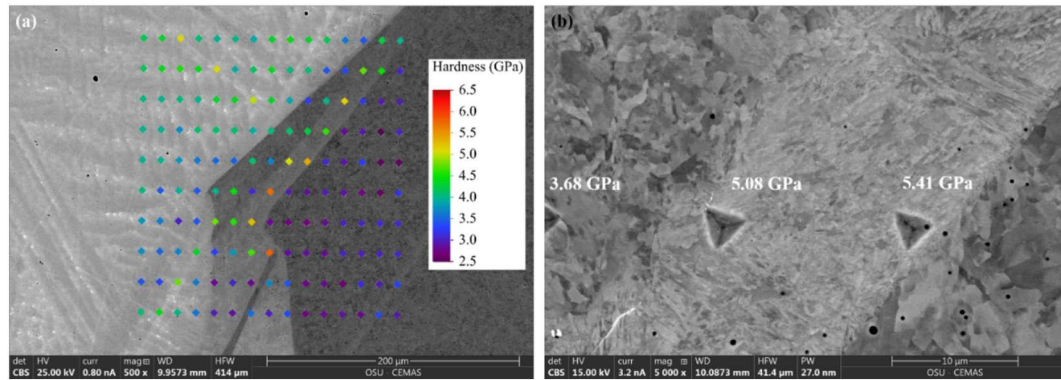 (a)
Hardness (GPa)
6.5
6.0
5.5
5.0
4.5
4.0
3.5
3.0
2.5
det HV curr mag WD HFW 200 µm
CBS 25.00 kV 0.80 nA 500 x 9.9573 mm 414 µm OSU - CEMAS
(b)
3.68 GPa 5.08 GPa 5.41 GPa
det HV curr mag WD HFW PW 10 µm
CBS 15.00 kV 3.2 nA 5 000 x 10.0873 mm 41.4 µm 27.0 nm OSU - CEMAS